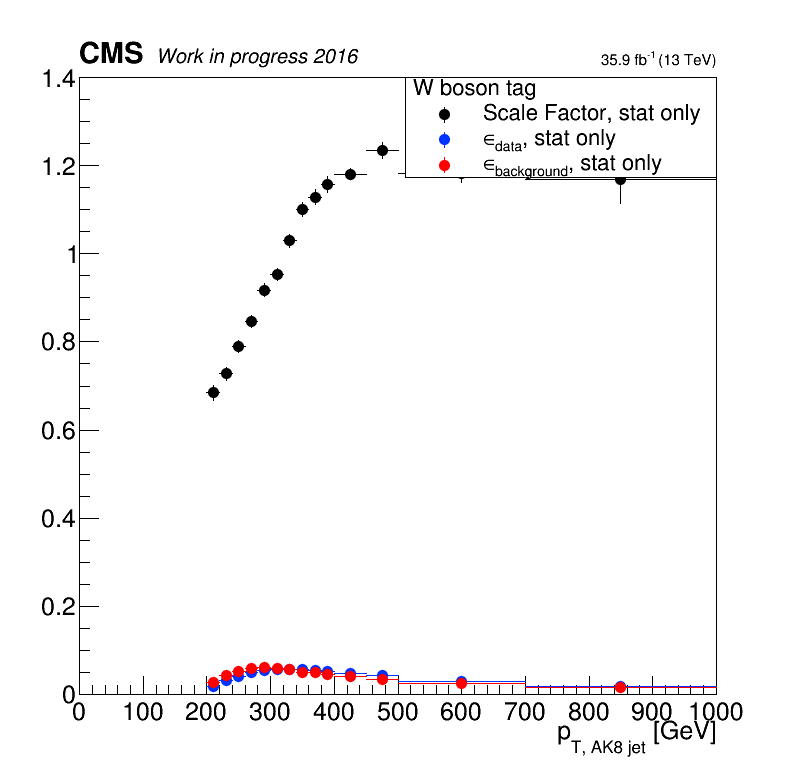 CMS Work in progress 2016 35.9 fb⁻¹ (13 TeV)
W boson tag
Scale Factor, stat only
ϵdata, stat only
ϵbackground, stat only
1.4
1.2
1
0.8
0.6
0.4
0.2
0
0 100 200 300 400 500 600 700 800 900 1000
pT, AK8 jet [GeV]